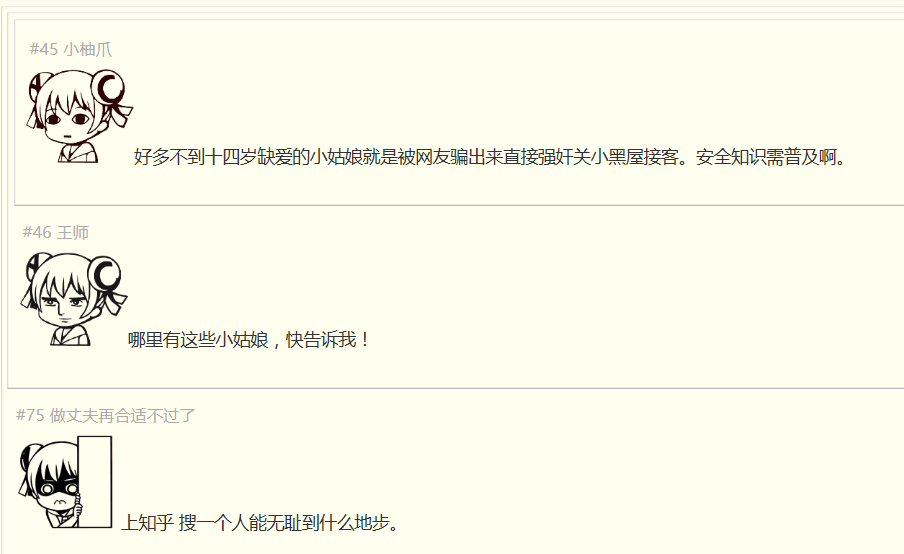 #45 小柚爪
好多不到十四岁缺爱的小姑娘就是被网友骗出来直接强奸关小黑屋接客。安全知识需普及啊。
#46 王师
哪里有这些小姑娘，快告诉我！
#75 做丈夫再合适不过了
上知乎 搜一个人能无耻到什么地步。